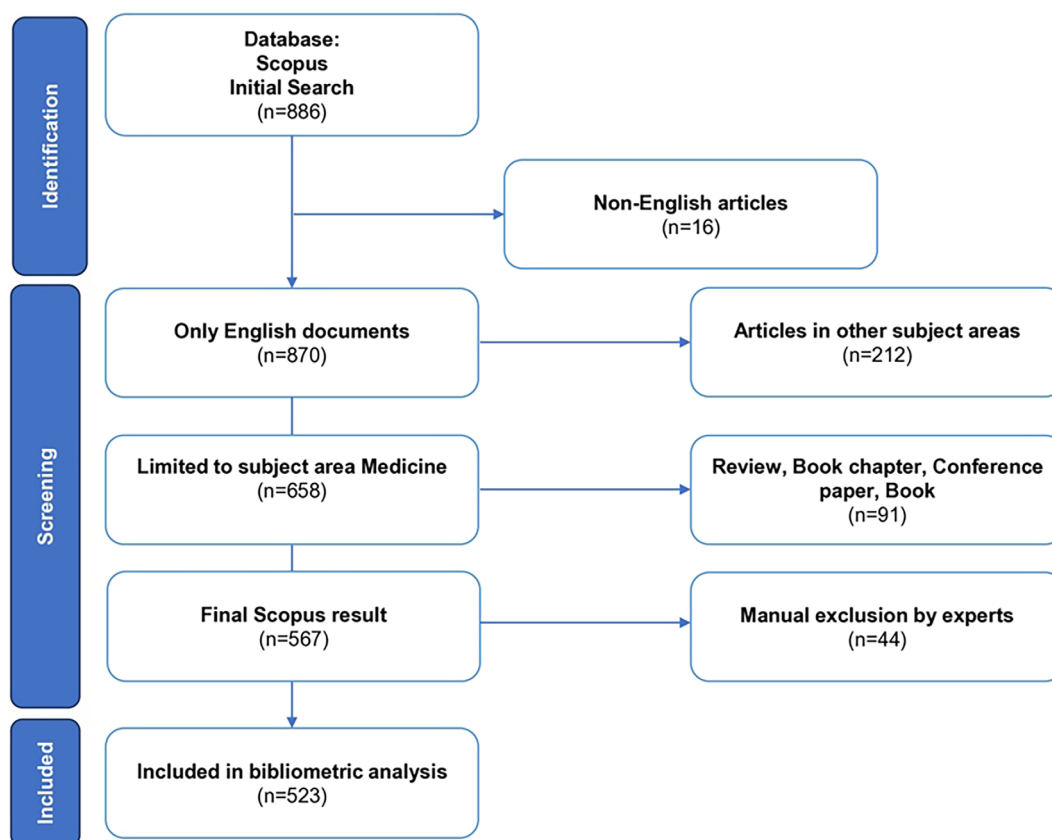 Identification
Database:
Scopus
Initial Search
(n=886)
Non-English articles
(n=16)
Screening
Only English documents
(n=870)
Articles in other subject areas
(n=212)
Limited to subject area Medicine
(n=658)
Review, Book chapter, Conference
paper, Book
(n=91)
Final Scopus result
(n=567)
Manual exclusion by experts
(n=44)
Included
Included in bibliometric analysis
(n=523)